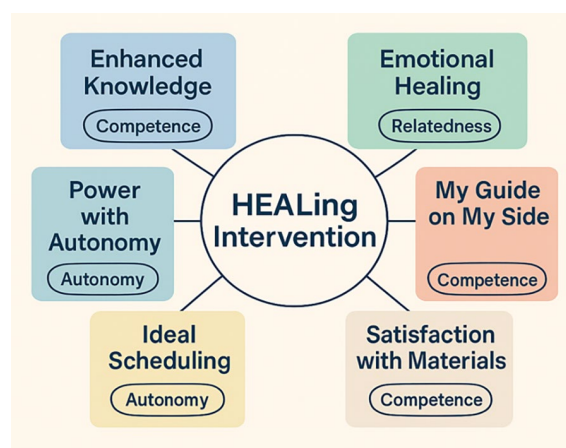 Enhanced
Knowledge
Competence
Emotional
Healing
Relatedness
Power
with
Autonomy
Autonomy
HEALing
Intervention
My Guide
on My Side
Competence
Ideal
Scheduling
Autonomy
Satisfaction
with Materials
Competence